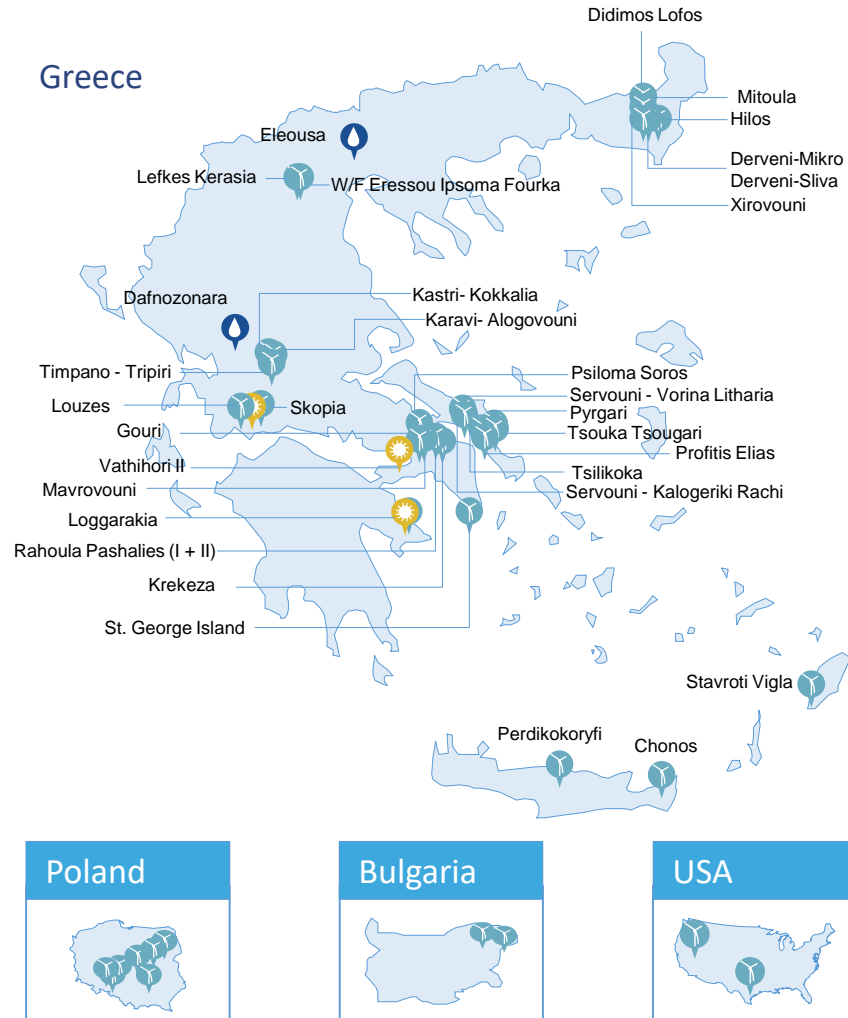 Didimos Lofos
Greece
Mitoula
Hilos
Eleousa
Derveni-Mikro
Derveni-Sliva
Xirovouni
Lefkes Kerasia
W/F Eressou Ipsoma Fourka
Dafnozonara
Kastri- Kokkalia
Karavi- Alogovouni
Timpano - Tripiri
Psiloma Soros
Servouni - Vorina Litharia
Louzes
Skopia
Pyrgari
Gouri
Tsouka Tsougari
Profitis Elias
Vathihori II
Tsilikoka
Mavrovouni
Servouni - Kalogeriki Rachi
Loggarakia
Rahoula Pashalies (I + II)
Krekeza
St. George Island
Stavroti Vigla
Perdikokoryfi
Chonos
Poland
Bulgaria
USA